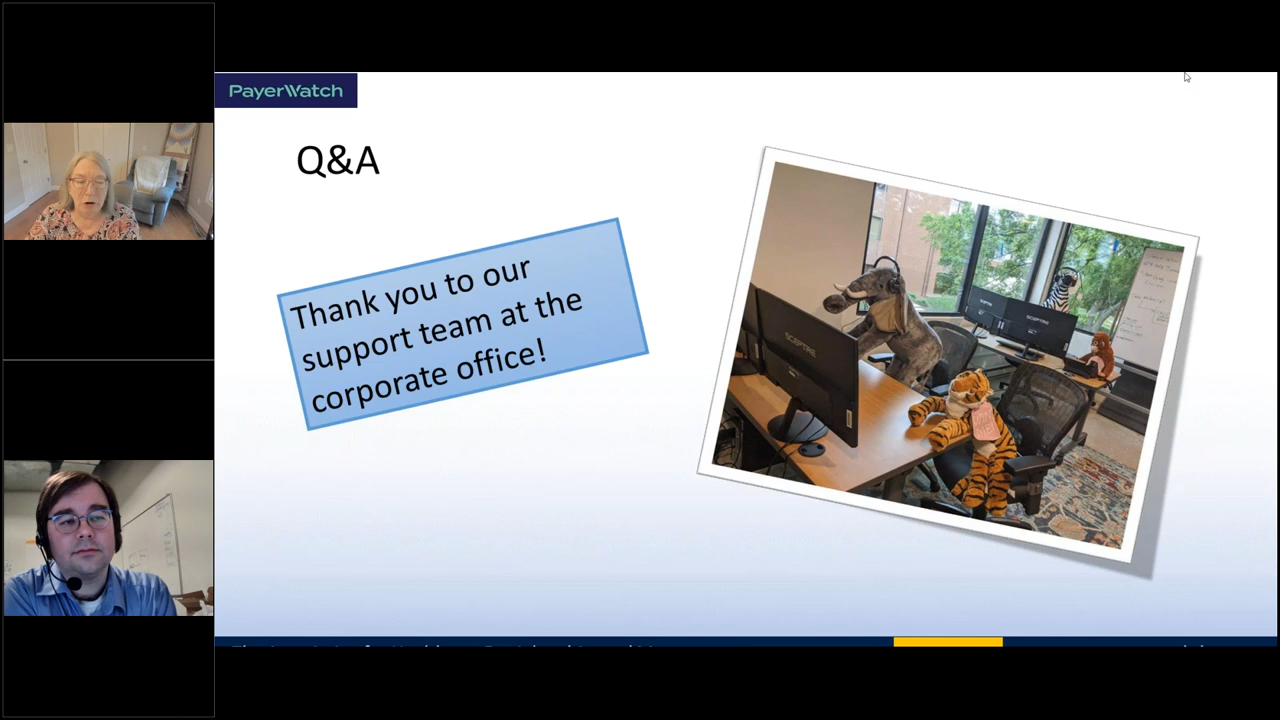 PayerWatch
Q&A
Thank you to our
support team at the
corporate office!
SCEPTRE
SCEPTRE